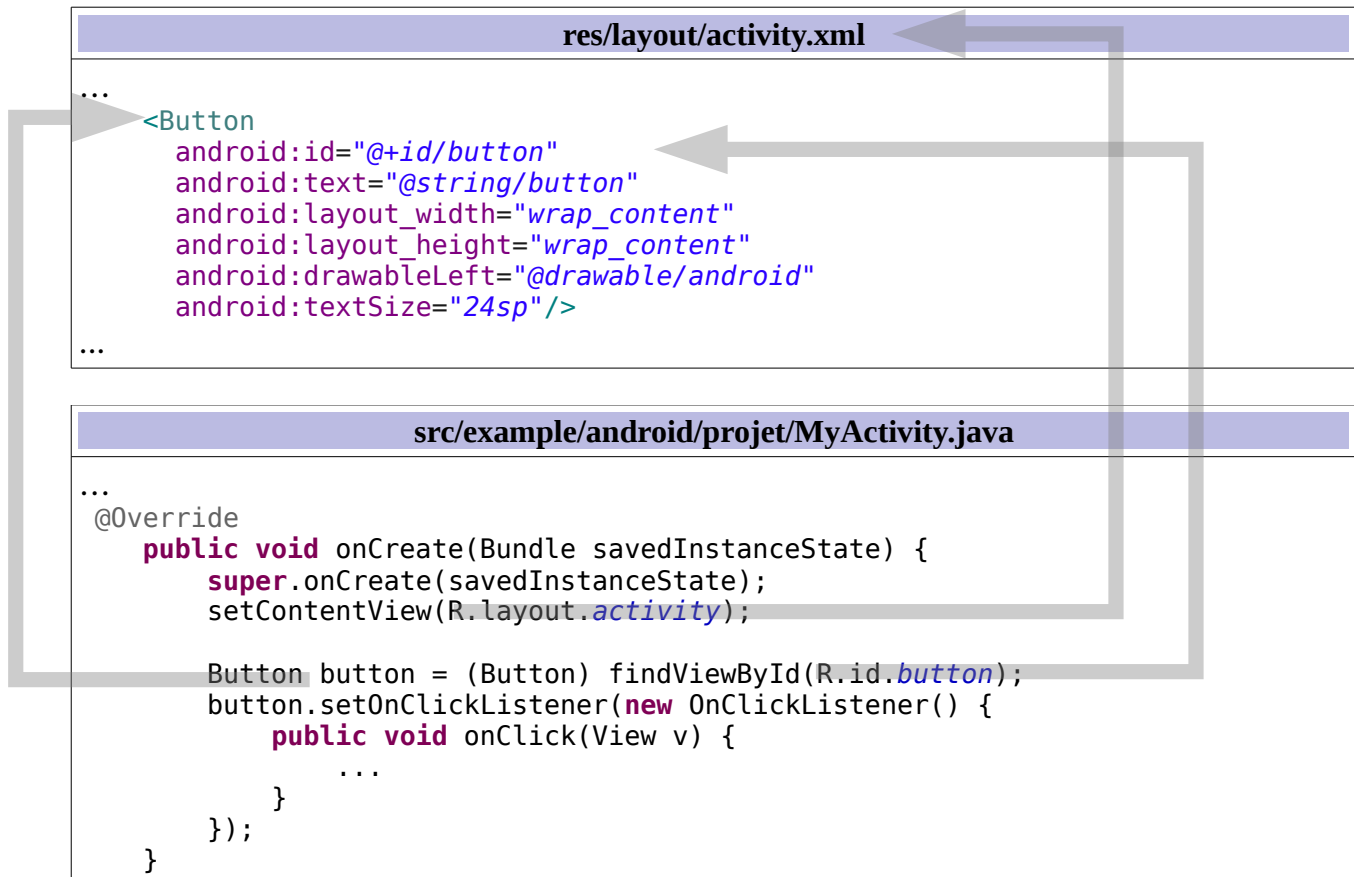 res/layout/activity.xml
...
<Button
android:id="@+id/button"
android:text="@string/button"
android:layout_width="wrap_content"
android:layout_height="wrap_content"
android:drawableLeft="@drawable/android"
android:textSize="24sp"/>
...
src/example/android/projet/MyActivity.java
...
@Override
public void onCreate(Bundle savedInstanceState) {
super.onCreate(savedInstanceState);
setContentView(R.layout.activity);
Button button = (Button) findViewById(R.id.button);
button.setOnClickListener(new OnClickListener() {
public void onClick(View v) {
...
}
});
}